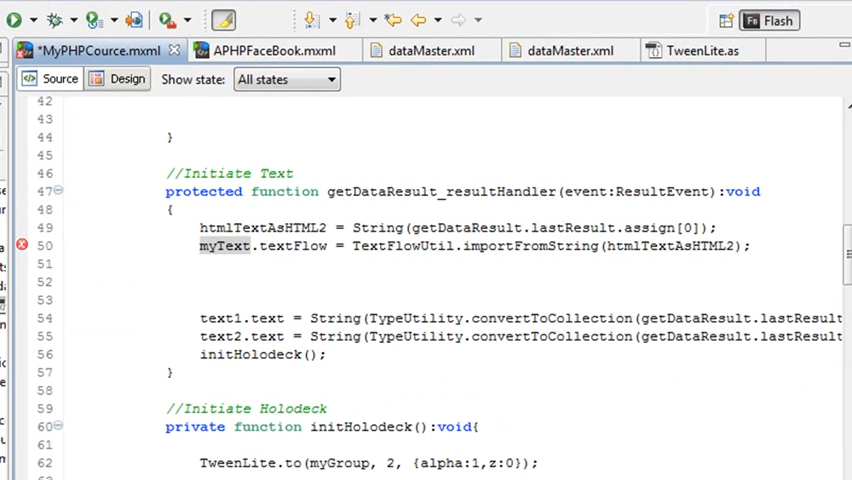 Flash
*MyPHPCource.mxml
APHPFaceBook.mxml
dataMaster.xml
dataMaster.xml
TweenLite.as
Source
Design
Show state:
All states
42
43
44 }
45
46 //Initiate Text
47 protected function getDataResult_resultHandler(event:ResultEvent):void
48 {
49 htmlTextAsHTML2 = String(getDataResult.lastResult.assign[0]);
50 myText.textFlow = TextFlowUtil.importFromString(htmlTextAsHTML2);
51
52
53
54 text1.text = String(TypeUtility.convertToCollection(getDataResult.lastResult
55 text2.text = String(TypeUtility.convertToCollection(getDataResult.lastResult
56 initHolodeck();
57 }
58
59 //Initiate Holodeck
60 private function initHolodeck():void{
61
62 TweenLite.to(myGroup, 2, {alpha:1,z:0});